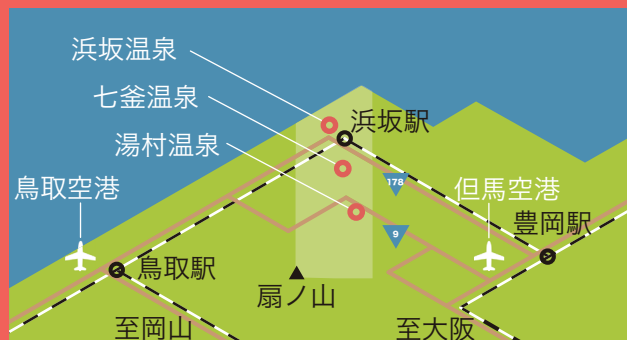 浜坂温泉
七釜温泉
浜坂駅
湯村温泉
178
鳥取空港
但馬空港
豊岡駅
9
鳥取駅
扇ノ山
至岡山
至大阪